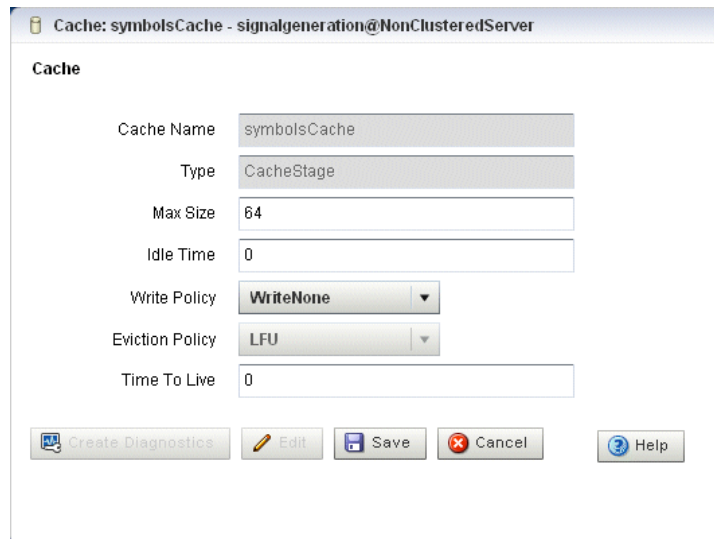 Cache: symbolsCache - signalgeneration@NonClusteredServer
Cache
Cache Name symbolsCache
Type CacheStage
Max Size 64
Idle Time 0
Write Policy WriteNone
Eviction Policy LFU
Time To Live 0
Create Diagnostics Edit Save Cancel Help